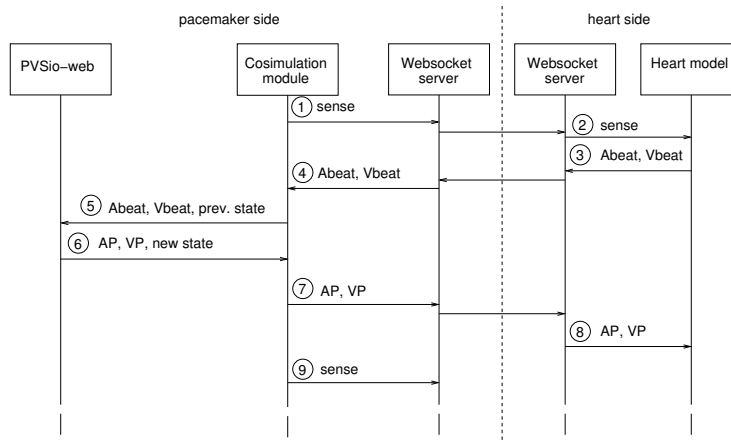 pacemaker side
heart side
PVSio−web
Cosimulation
module
Websocket
server
Websocket
server
Heart model
1 sense
2 sense
3 Abeat, Vbeat
4 Abeat, Vbeat
5 Abeat, Vbeat, prev. state
6 AP, VP, new state
7 AP, VP
8 AP, VP
9 sense